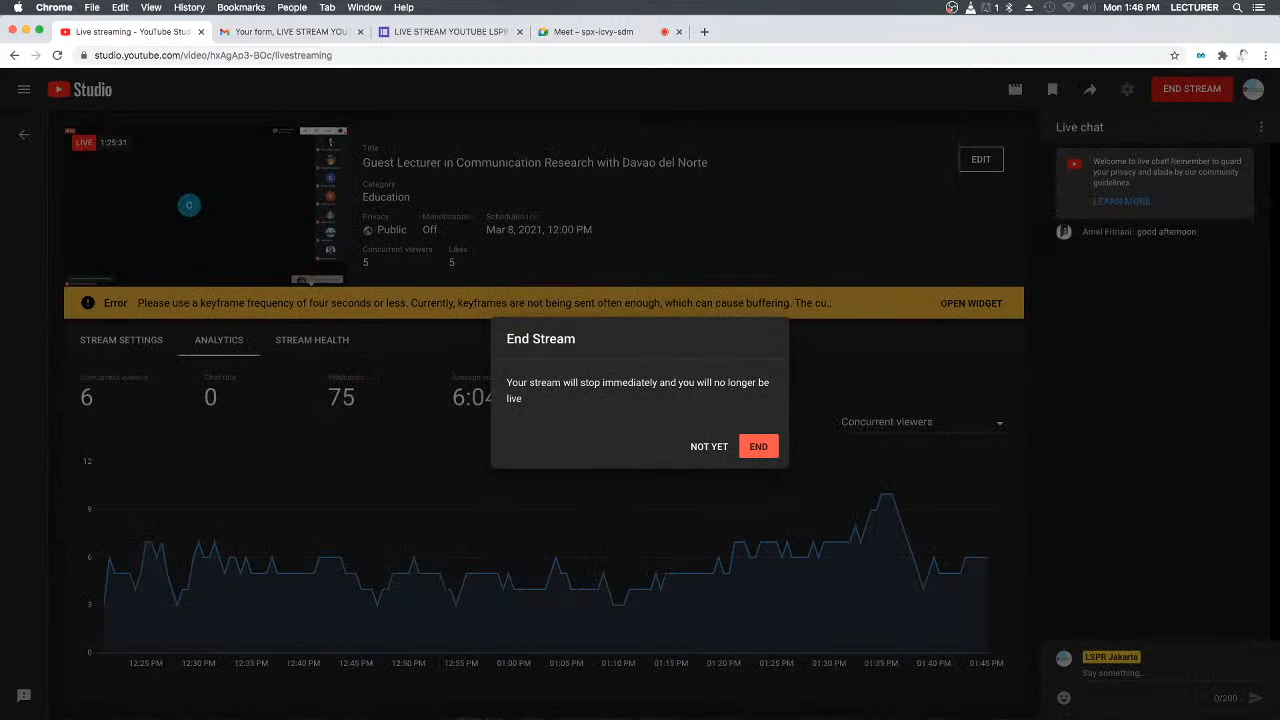 Chrome File Edit View History Bookmarks People Tab Window Help 1 Mon 1:46 PM LECTURER
Live streaming - YouTube Stu Your form, LIVE STREAM YOU LIVE STREAM YOUTUBE LSPR Meet – spx-icvy-sdm
studio.youtube.com/video/hxAgAp3-BOc/livestreaming
Studio END STREAM
LIVE 1:25:31
Title
Guest Lecturer in Communication Research with Davao del Norte
EDIT
Category
Education
Privacy Monetization Scheduled for
Public Off Mar 8, 2021, 12:00 PM
Concurrent viewers Likes
5 5
Live chat
Welcome to live chat! Remember to guard
your privacy and abide by our community
guidelines.
LEARN MORE
Amel Fitriani good afternoon
Error Please use a keyframe frequency of four seconds or less. Currently, keyframes are not being sent often enough, which can cause buffering. The cu.. OPEN WIDGET
STREAM SETTINGS ANALYTICS STREAM HEALTH
Concurrent viewers Chat rate Playbacks Average w
6 0 75 6:04
End Stream
Your stream will stop immediately and you will no longer be
live
NOT YET END
Concurrent viewers
12
9
6
3
0
12:25 PM 12:30 PM 12:35 PM 12:40 PM 12:45 PM 12:50 PM 12:55 PM 01:00 PM 01:05 PM 01:10 PM 01:15 PM 01:20 PM 01:25 PM 01:30 PM 01:35 PM 01:40 PM 01:45 PM
LSPR Jakarta
Say something...
0/200